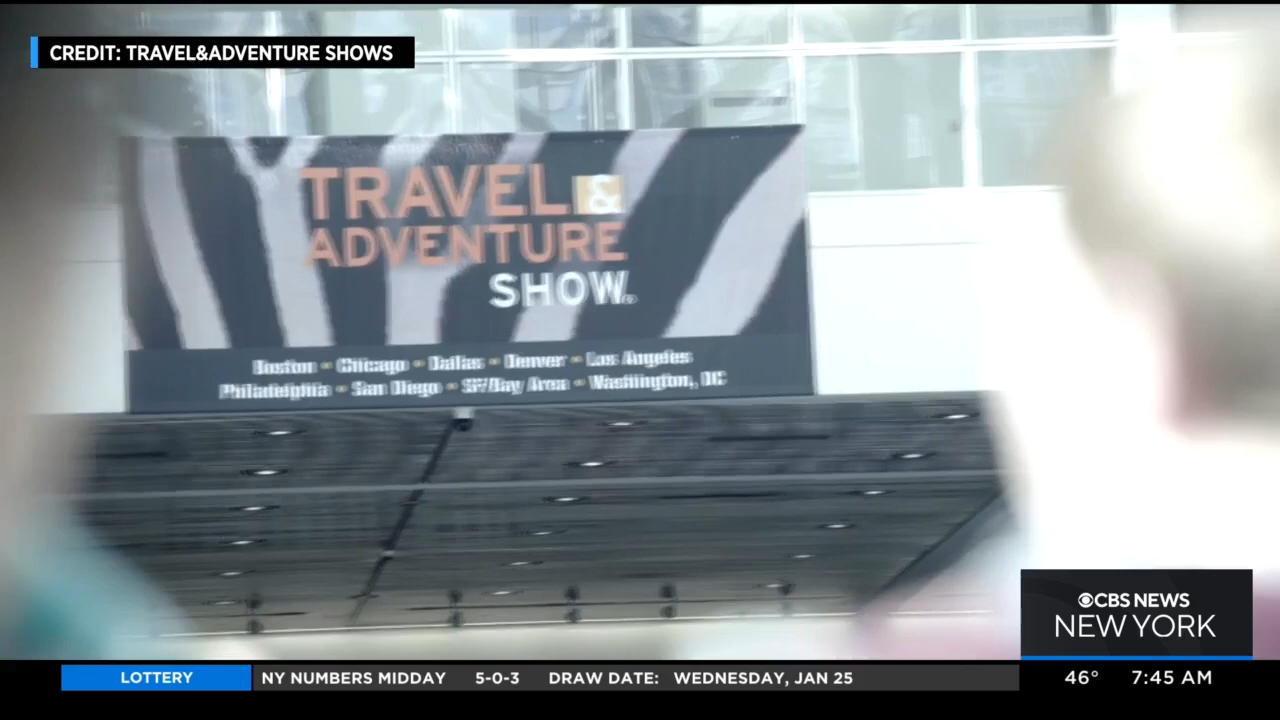 CREDIT: TRAVEL&ADVENTURE SHOWS
TRAVEL &
ADVENTURE
SHOW®
Boston • Chicago • Dallas • Denver • Los Angeles
Philadelphia • San Diego • SF/Bay Area • Washington, DC
CBS NEWS
NEW YORK
LOTTERY NY NUMBERS MIDDAY 5-0-3 DRAW DATE: WEDNESDAY, JAN 25 46° 7:45 AM